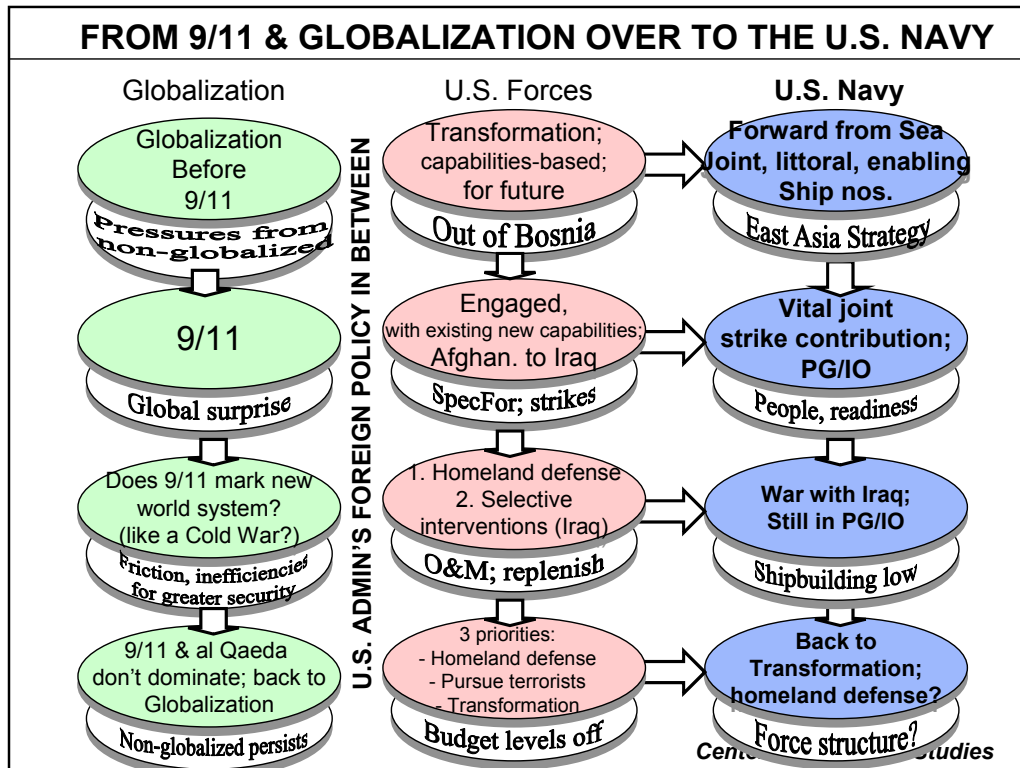 FROM 9/11 & GLOBALIZATION OVER TO THE U.S. NAVY
Globalization
Globalization
Before
9/11
Pressures from
non-globalized
9/11
Global surprise
Does 9/11 mark new
world system?
(like a Cold War?)
Friction, inefficiencies
for greater security
9/11 & al Qaeda
don't dominate; back to
Globalization
Non-globalized persists
U.S. ADMIN'S FOREIGN POLICY IN BETWEEN
U.S. Forces
Transformation;
capabilities-based;
for future
Out of Bosnia
Engaged,
with existing new capabilities;
Afghan. to Iraq
SpecFor; strikes
1. Homeland defense
2. Selective
interventions (Iraq)
O&M; replenish
3 priorities:
- Homeland defense
- Pursue terrorists
- Transformation
Budget levels off
U.S. Navy
Forward from Sea
Joint, littoral, enabling
Ship nos.
East Asia Strategy
Vital joint
strike contribution;
PG/IO
People, readiness
War with Iraq;
Still in PG/IO
Shipbuilding low
Back to
Transformation;
homeland defense?
Force structure?